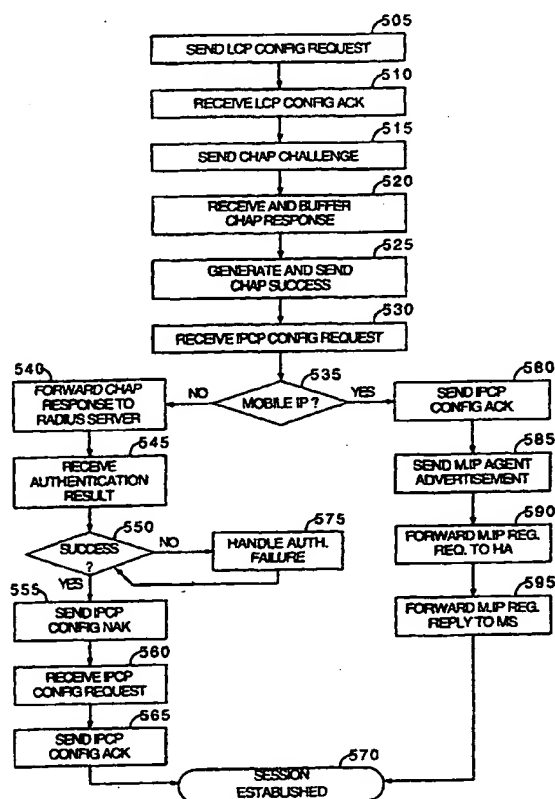 505
SEND LCP CONFIG REQUEST
510
RECEIVE LCP CONFIG ACK
515
SEND CHAP CHALLENGE
520
RECEIVE AND BUFFER
CHAP RESPONSE
525
GENERATE AND SEND
CHAP SUCCESS
530
RECEIVE IPCP CONFIG REQUEST
535
MOBILE IP ?
NO
YES
540
FORWARD CHAP
RESPONSE TO
RADIUS SERVER
545
RECEIVE
AUTHENTICATION
RESULT
550
SUCCESS
?
NO
YES
575
HANDLE AUTH.
FAILURE
555
SEND IPCP
CONFIG NAK
560
RECEIVE IPCP
CONFIG REQUEST
565
SEND IPCP
CONFIG ACK
580
SEND IPCP
CONFIG ACK
585
SEND M.IP AGENT
ADVERTISEMENT
590
FORWARD M.IP REG.
REQ. TO HA
595
FORWARD M.IP REG.
REPLY TO MS
570
SESSION
ESTABLISHED